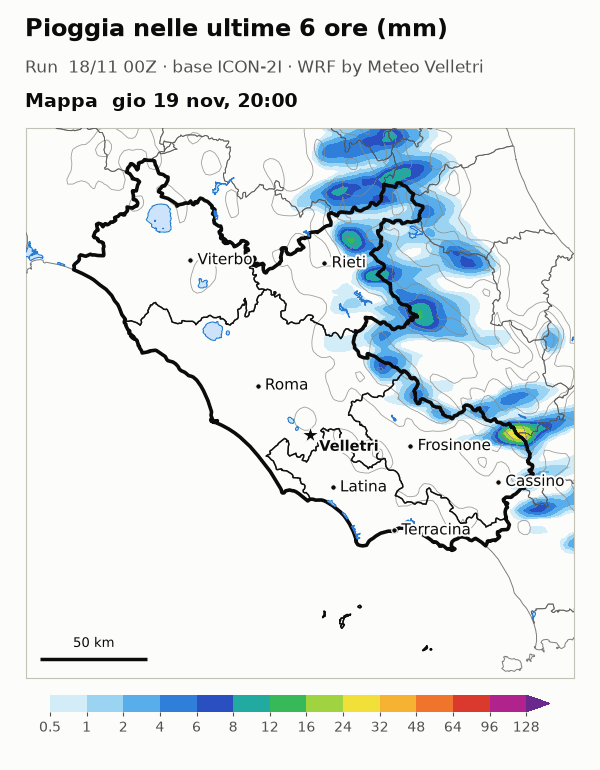 Pioggia nelle ultime 6 ore (mm)
Run  18/11 00Z · base ICON-2I · WRF by Meteo Velletri
Mappa  gio 19 nov, 20:00
Viterbo
Rieti
Roma
Velletri
Frosinone
Cassino
Latina
Terracina
50 km
0.5 1 2 4 6 8 12 16 24 32 48 64 96 128